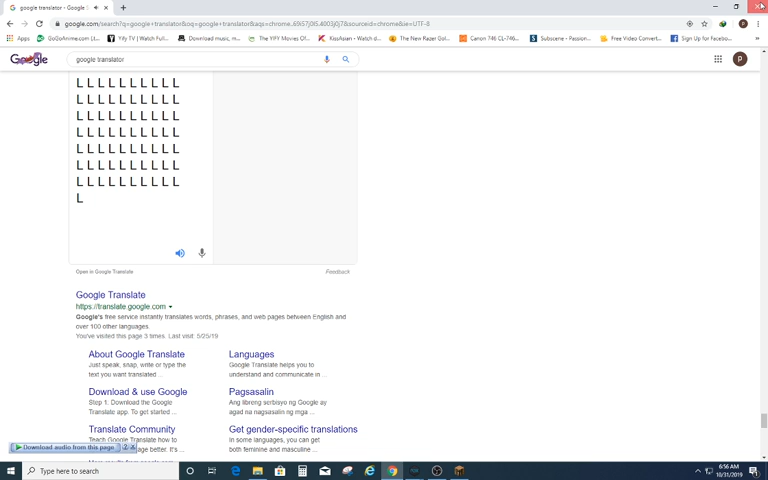 google translator - Google S
google.com/search?q=google+translator&oq=google+translator&aqs=chrome..69i57j0l5.4003j0j7&sourceid=chrome&ie=UTF-8
Apps GoGoAnime.com (L.. Yify TV | Watch Full... Download music, m... The YIFY Movies Of... KissAsian - Watch d... The New Razer Gol... Canon 746 CL-746... Subscene - Passion... Free Video Convert... Sign Up for Facebo...
Google google translator P
L L L L L L L L L L
L L L L L L L L L L
L L L L L L L L L L
L L L L L L L L L L
L L L L L L L L L L
L L L L L L L L L L
L L L L L L L L L L
L
Open in Google Translate Feedback
Google Translate
https://translate.google.com
Google's free service instantly translates words, phrases, and web pages between English and
over 100 other languages.
You've visited this page 3 times. Last visit: 5/25/19
About Google Translate Languages
Just speak, snap, write or type Google Translate helps you to
the text you want translated ... understand and communicate in ...
Download & use Google Pagsasalin
Step 1. Download the Google Ang libreng serbisyo ng Google ay
Translate app. To get started ... agad na nagsasalin ng mga ...
Translate Community Get gender-specific translations
Teach Google Translate how to In some languages, you can get
Download audio from this page ? X age better. It's ... both feminine and masculine ...
Type here to search 6:56 AM
10/31/2019